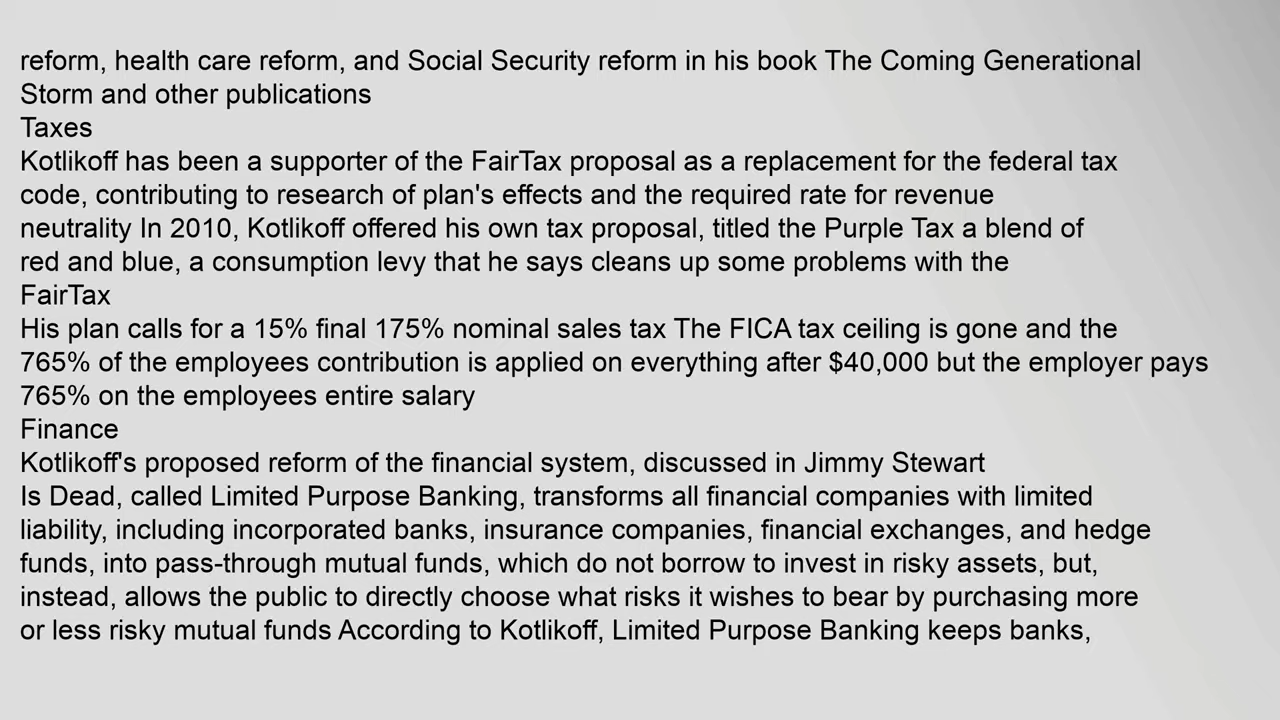 reform, health care reform, and Social Security reform in his book The Coming Generational
Storm and other publications
Taxes
Kotlikoff has been a supporter of the FairTax proposal as a replacement for the federal tax
code, contributing to research of plan's effects and the required rate for revenue
neutrality In 2010, Kotlikoff offered his own tax proposal, titled the Purple Tax a blend of
red and blue, a consumption levy that he says cleans up some problems with the
FairTax
His plan calls for a 15% final 175% nominal sales tax The FICA tax ceiling is gone and the
765% of the employees contribution is applied on everything after $40,000 but the employer pays
765% on the employees entire salary
Finance
Kotlikoff's proposed reform of the financial system, discussed in Jimmy Stewart
Is Dead, called Limited Purpose Banking, transforms all financial companies with limited
liability, including incorporated banks, insurance companies, financial exchanges, and hedge
funds, into pass-through mutual funds, which do not borrow to invest in risky assets, but,
instead, allows the public to directly choose what risks it wishes to bear by purchasing more
or less risky mutual funds According to Kotlikoff, Limited Purpose Banking keeps banks,